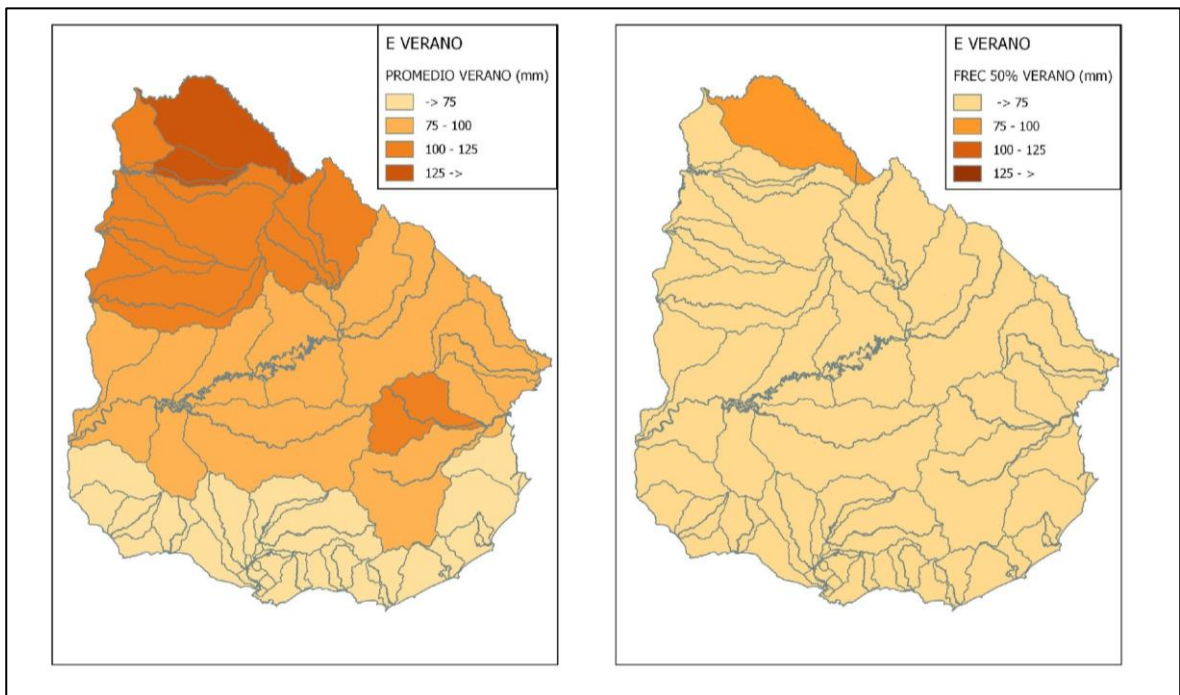 E VERANO
PROMEDIO VERANO (mm)
-> 75
75 - 100
100 - 125
125 ->
E VERANO
FREC 50% VERANO (mm)
-> 75
75 - 100
100 - 125
125 - >